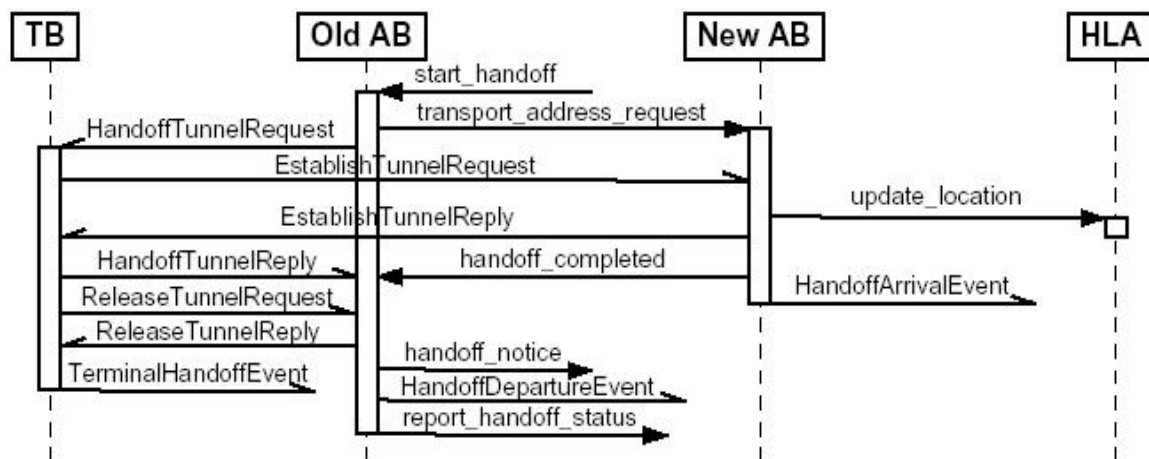 TB
Old AB
New AB
HLA
start_handoff
transport_address_request
HandoffTunnelRequest
EstablishTunnelRequest
update_location
EstablishTunnelReply
HandoffTunnelReply
handoff_completed
ReleaseTunnelRequest
HandoffArrivalEvent
ReleaseTunnelReply
handoff_notice
TerminalHandoffEvent
HandoffDepartureEvent
report_handoff_status